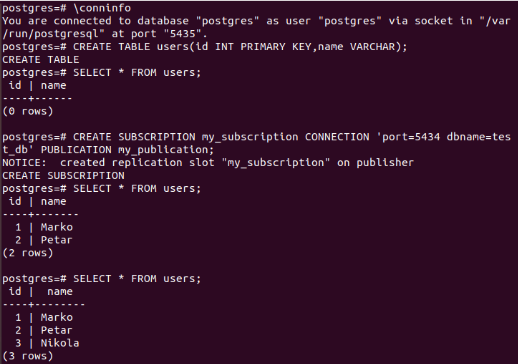 postgres=# \conninfo
You are connected to database "postgres" as user "postgres" via socket in "/var
/run/postgresql" at port "5435".
postgres=# CREATE TABLE users(id INT PRIMARY KEY,name VARCHAR);
CREATE TABLE
postgres=# SELECT * FROM users;
 id | name
----+------
(0 rows)

postgres=# CREATE SUBSCRIPTION my_subscription CONNECTION 'port=5434 dbname=tes
t_db' PUBLICATION my_publication;
NOTICE:  created replication slot "my_subscription" on publisher
CREATE SUBSCRIPTION
postgres=# SELECT * FROM users;
 id | name
----+-------
  1 | Marko
  2 | Petar
(2 rows)

postgres=# SELECT * FROM users;
 id |  name
----+--------
  1 | Marko
  2 | Petar
  3 | Nikola
(3 rows)